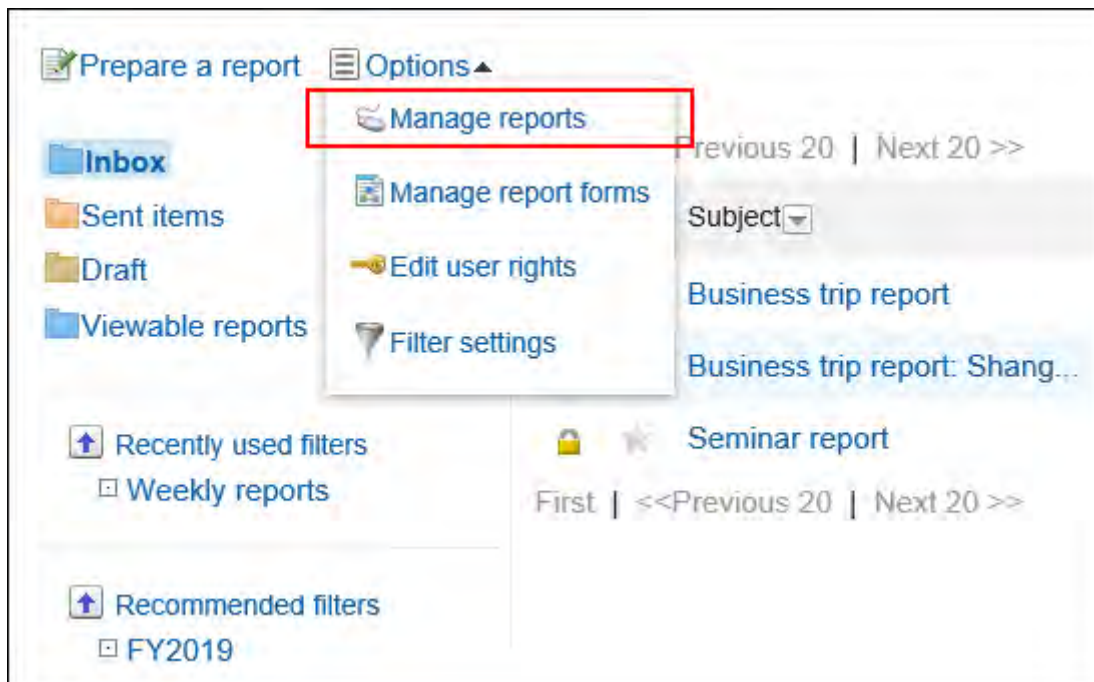 Prepare a report Options
Manage reports
Previous 20 | Next 20 >>
Inbox
Manage report forms
Sent items
Subject
Draft
Edit user rights
Business trip report
Viewable reports
Filter settings
Business trip report: Shang...
Recently used filters
Seminar report
Weekly reports
First | <<Previous 20 | Next 20 >>
Recommended filters
FY2019